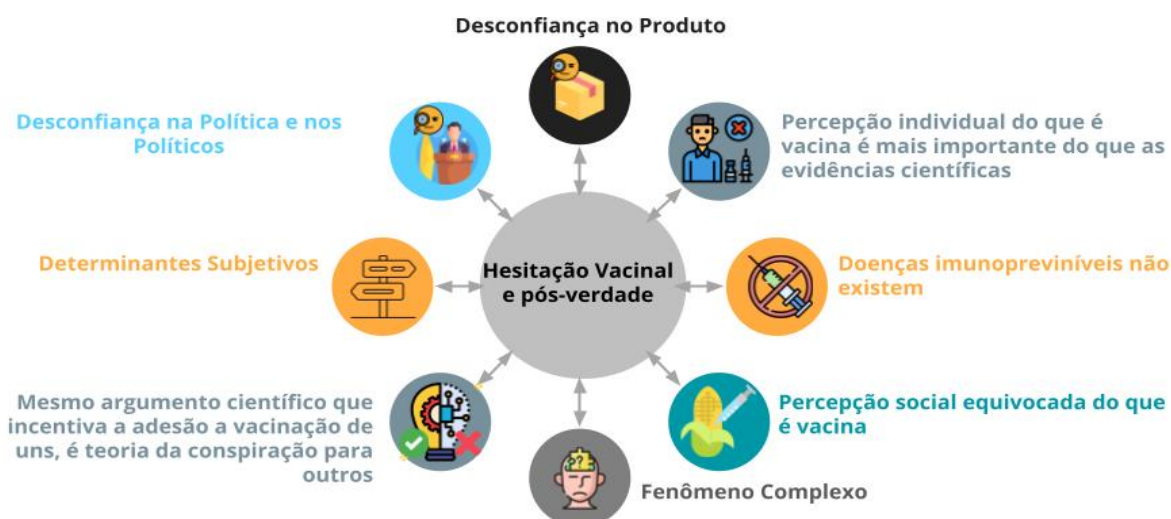 Desconfiança no Produto
Desconfiança na Política e nos
Políticos
Percepção individual do que é
vacina é mais importante do que as
evidências científicas
Determinantes Subjetivos
Hesitação Vacinal
e pós-verdade
Doenças imunopreviníveis não
existem
Mesmo argumento científico que
incentiva a adesão a vacinação de
uns, é teoria da conspiração para
outros
Percepção social equivocada do que
é vacina
Fenômeno Complexo